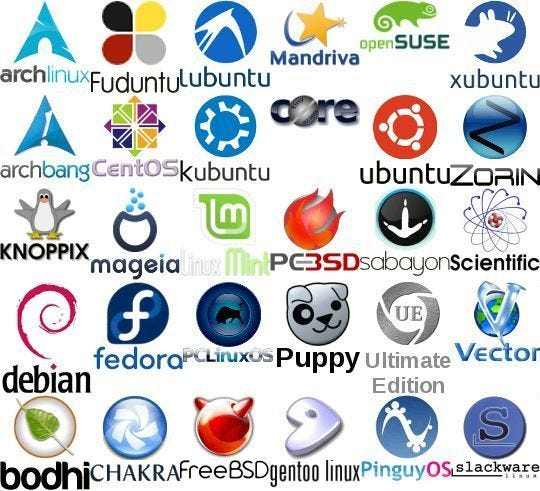 archlinux
Fuduntu
Lubuntu
Mandriva
openSUSE
xubuntu
archbang
CentOS
kubuntu
tiny
core
ubuntu
ZORIN
KNOPPIX
mageia
Linux Mint
PCBSD
sabayon
Scientific
debian
fedora
PCLinuxOS
Puppy
UE
Ultimate
Edition
Vector
bodhi
CHAKRA
FreeBSD
gentoo linux
PinguyOS
S
slackware
linux